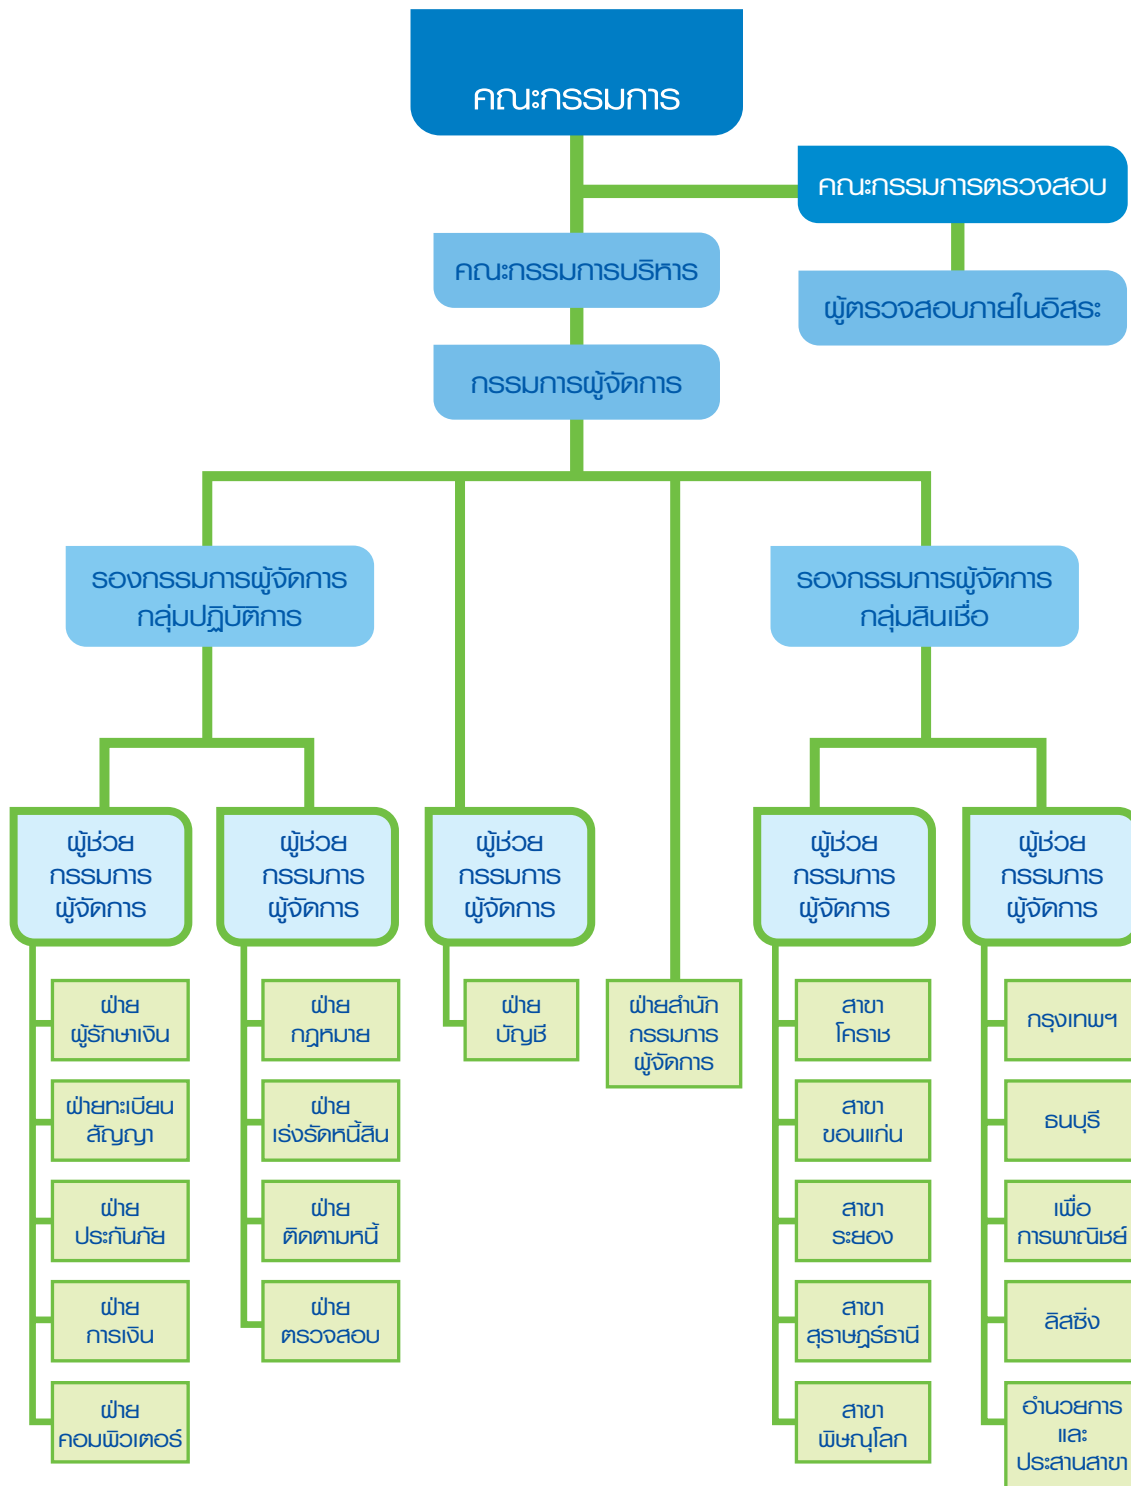 คณะกรรมการ
คณะกรรมการตรวจสอบ
คณะกรรมการบริหาร
ผู้ตรวจสอบภายในอิสระ
กรรมการผู้จัดการ
รองกรรมการผู้จัดการ
กลุ่มปฏิบัติการ
รองกรรมการผู้จัดการ
กลุ่มสินเชื่อ
ผู้ช่วย
กรรมการ
ผู้จัดการ
ผู้ช่วย
กรรมการ
ผู้จัดการ
ผู้ช่วย
กรรมการ
ผู้จัดการ
ผู้ช่วย
กรรมการ
ผู้จัดการ
ผู้ช่วย
กรรมการ
ผู้จัดการ
ฝ่าย
ผู้รักษาเงิน
ฝ่ายทะเบียน
สัญญา
ฝ่าย
ประกันภัย
ฝ่าย
การเงิน
ฝ่าย
คอมพิวเตอร์
ฝ่าย
กฎหมาย
ฝ่าย
เร่งรัดหนี้สิน
ฝ่าย
ติดตามหนี้
ฝ่าย
ตรวจสอบ
ฝ่าย
บัญชี
ฝ่ายสำนัก
กรรมการ
ผู้จัดการ
สาขา
โคราช
สาขา
ขอนแก่น
สาขา
ระยอง
สาขา
สุราษฎร์ธานี
สาขา
พิษณุโลก
กรุงเทพฯ
ธนบุรี
เพื่อ
การพาณิชย์
ลิสซิ่ง
อำนวยการ
และ
ประสานสาขา